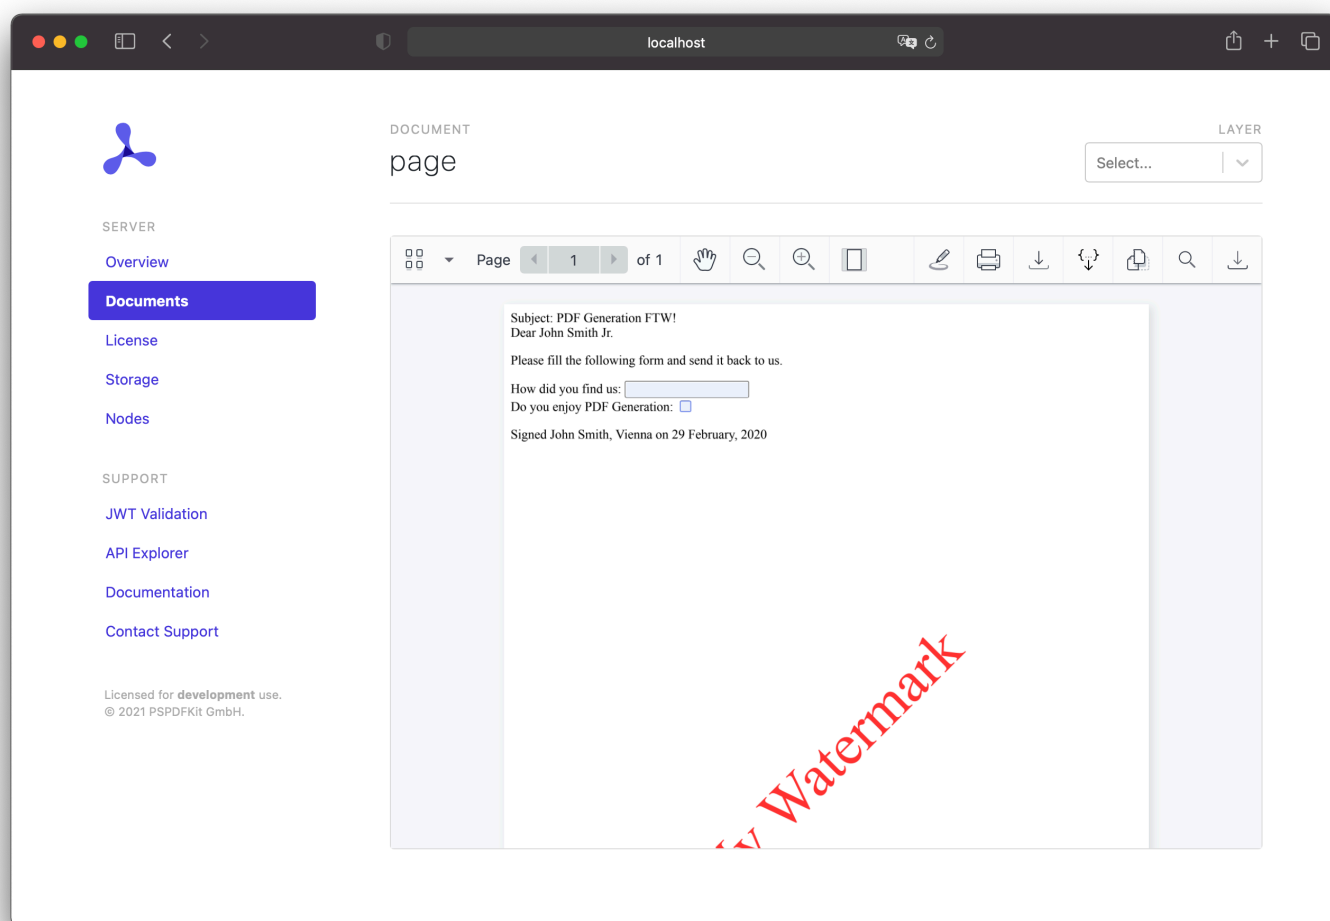 localhost
DOCUMENT
page
LAYER
Select...
SERVER
Overview
Documents
License
Storage
Nodes
SUPPORT
JWT Validation
API Explorer
Documentation
Contact Support
Licensed for development use.
© 2021 PSPDFKit GmbH.
Page 1 of 1
Subject: PDF Generation FTW!
Dear John Smith Jr.
Please fill the following form and send it back to us.
How did you find us:
Do you enjoy PDF Generation:
Signed John Smith, Vienna on 29 February, 2020
Watermark